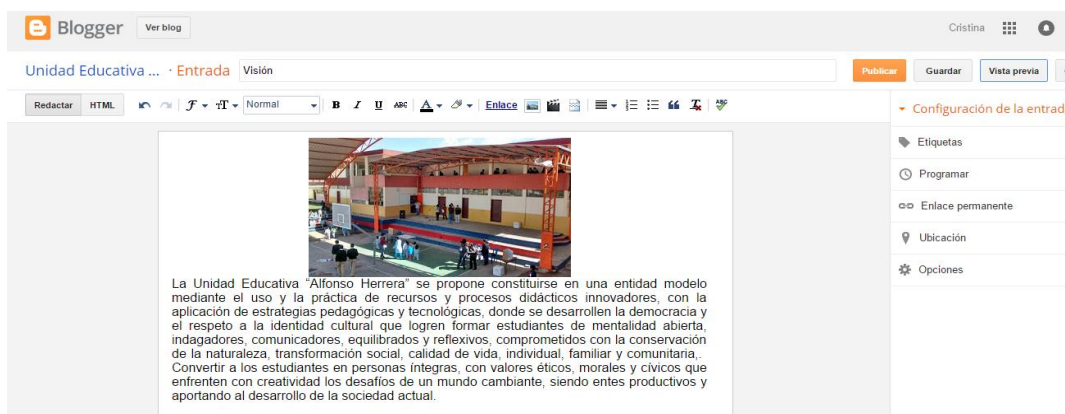 Blogger Ver blog Cristina
Unidad Educativa ... · Entrada Visión Publicar Guardar Vista previa
Redactar HTML Normal B I U ABC A Enlace ABC
Configuración de la entrad
Etiquetas
Programar
Enlace permanente
Ubicación
Opciones
La Unidad Educativa “Alfonso Herrera” se propone constituirse en una entidad modelo
mediante el uso y la práctica de recursos y procesos didácticos innovadores, con la
aplicación de estrategias pedagógicas y tecnológicas, donde se desarrollen la democracia y
el respeto a la identidad cultural que logren formar estudiantes de mentalidad abierta,
indagadores, comunicadores, equilibrados y reflexivos, comprometidos con la conservación
de la naturaleza, transformación social, calidad de vida, individual, familiar y comunitaria,.
Convertir a los estudiantes en personas íntegras, con valores éticos, morales y cívicos que
enfrenten con creatividad los desafíos de un mundo cambiante, siendo entes productivos y
aportando al desarrollo de la sociedad actual.